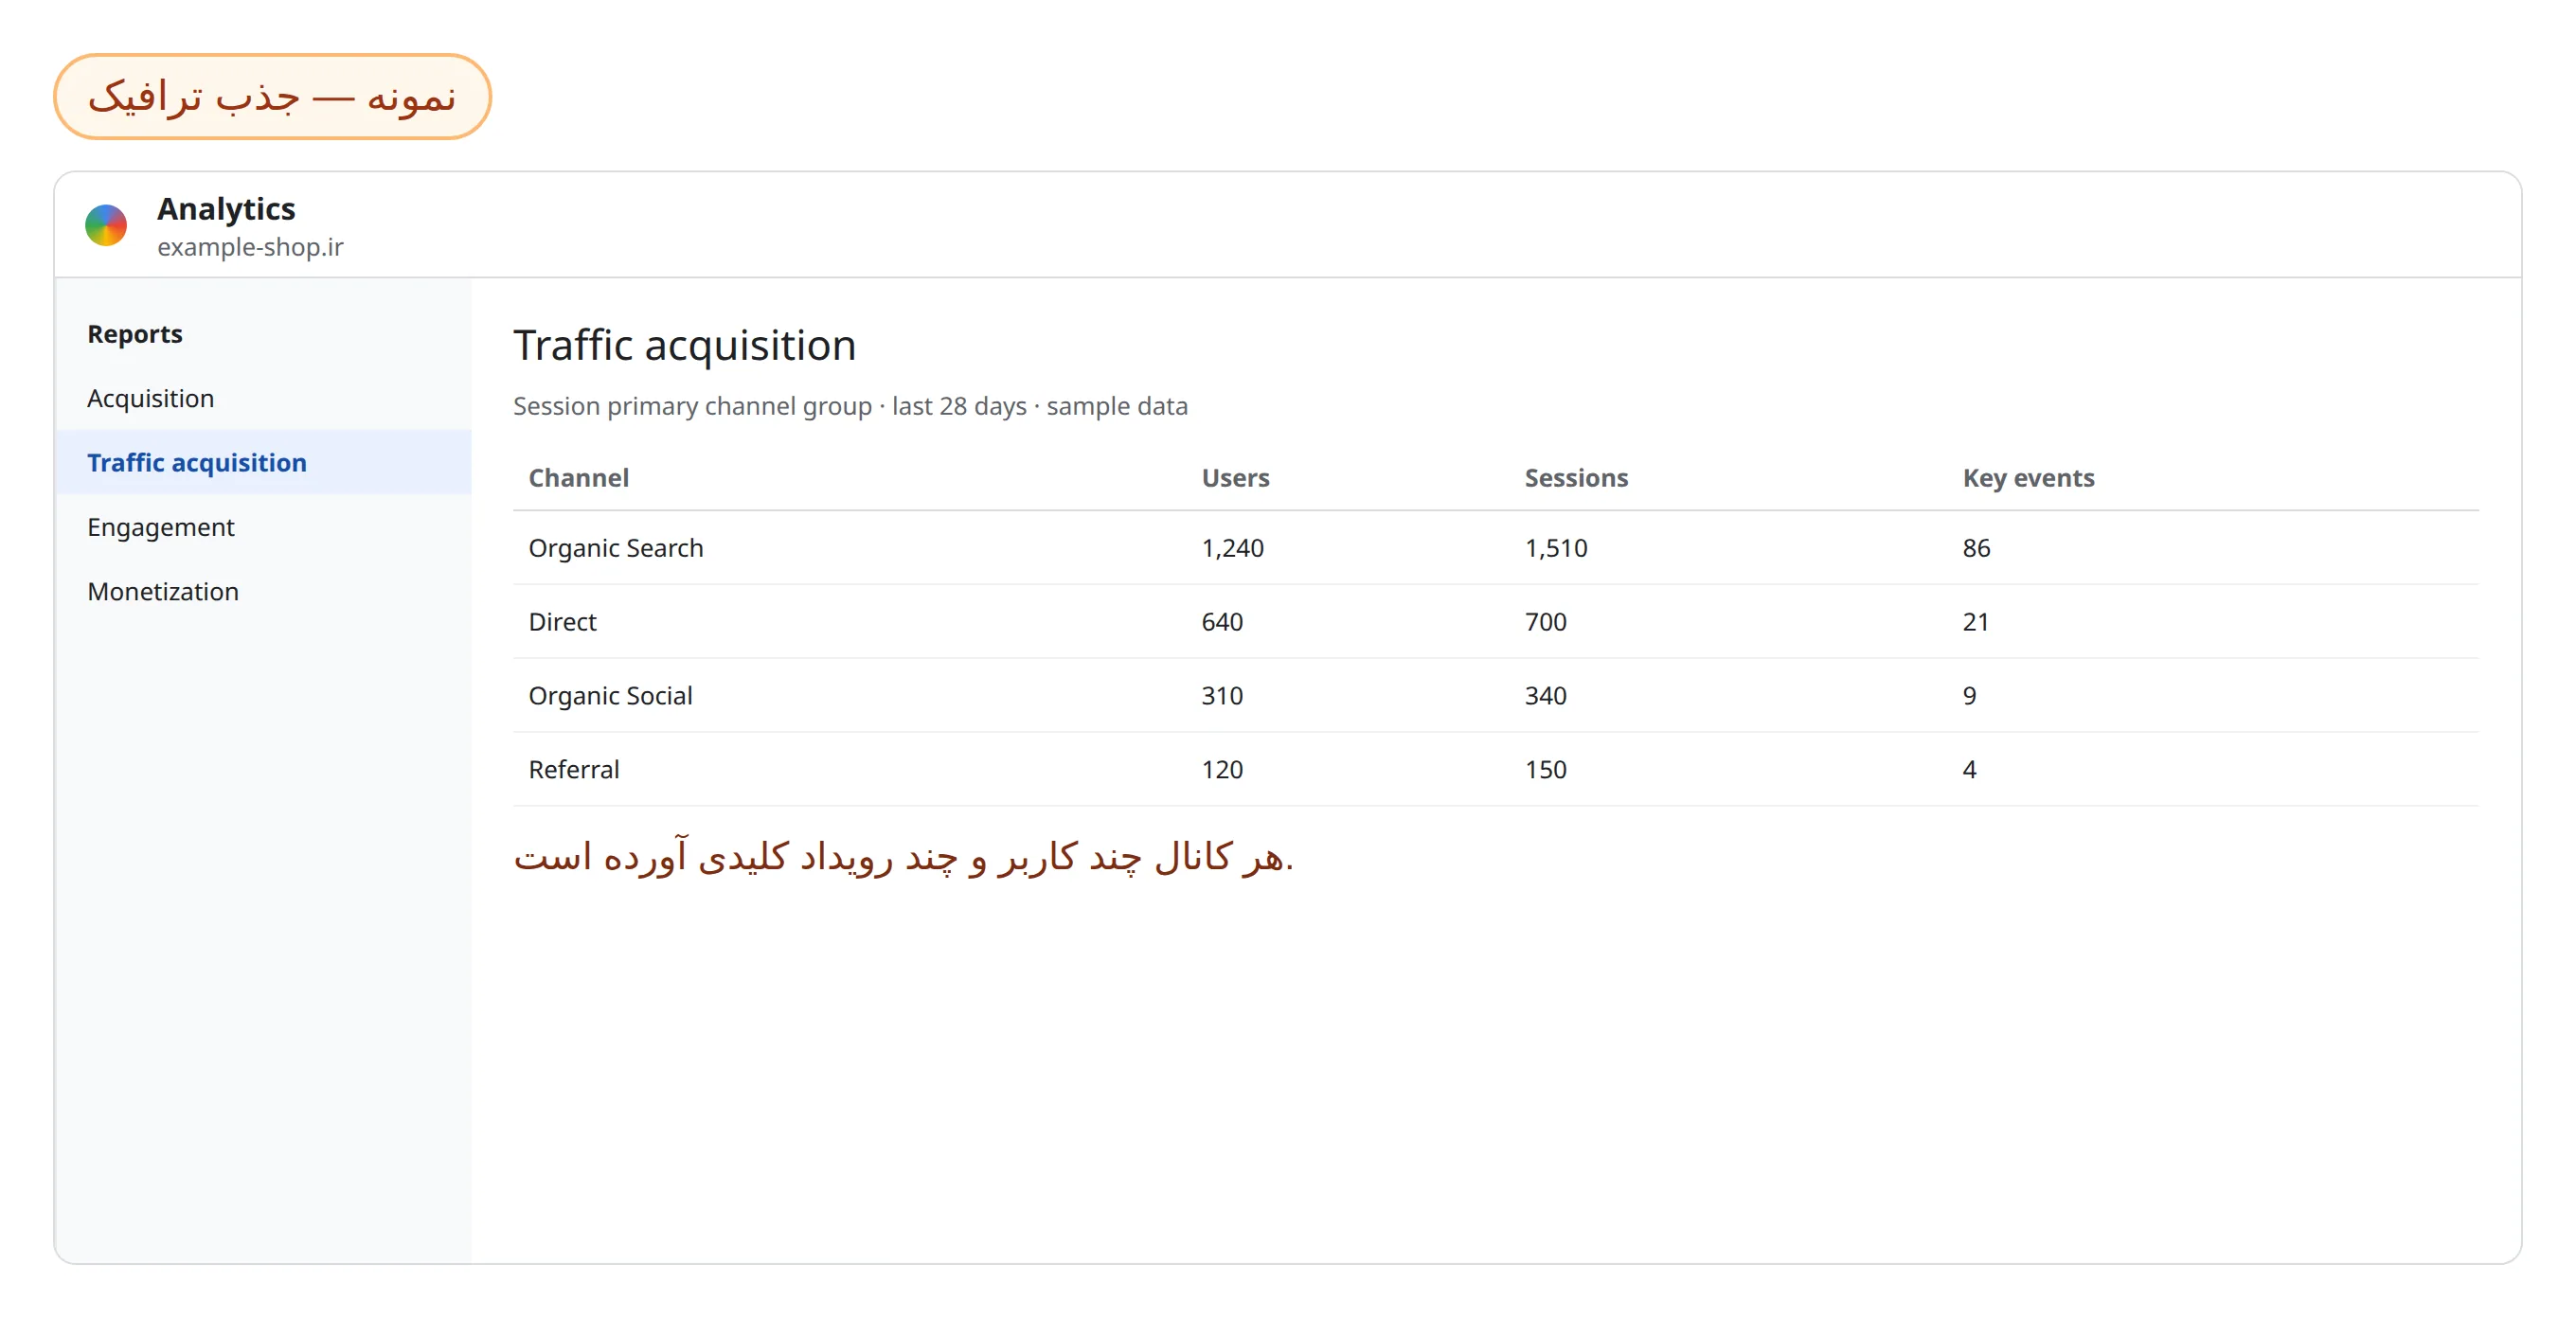 نمونه — جذب ترافیک
Analytics
example-shop.ir
Reports
Acquisition
Traffic acquisition
Engagement
Monetization
Traffic acquisition
Session primary channel group · last 28 days · sample data
Channel Users Sessions Key events
Organic Search 1,240 1,510 86
Direct 640 700 21
Organic Social 310 340 9
Referral 120 150 4
هر کانال چند کاربر و چند رویداد کلیدی آورده است.